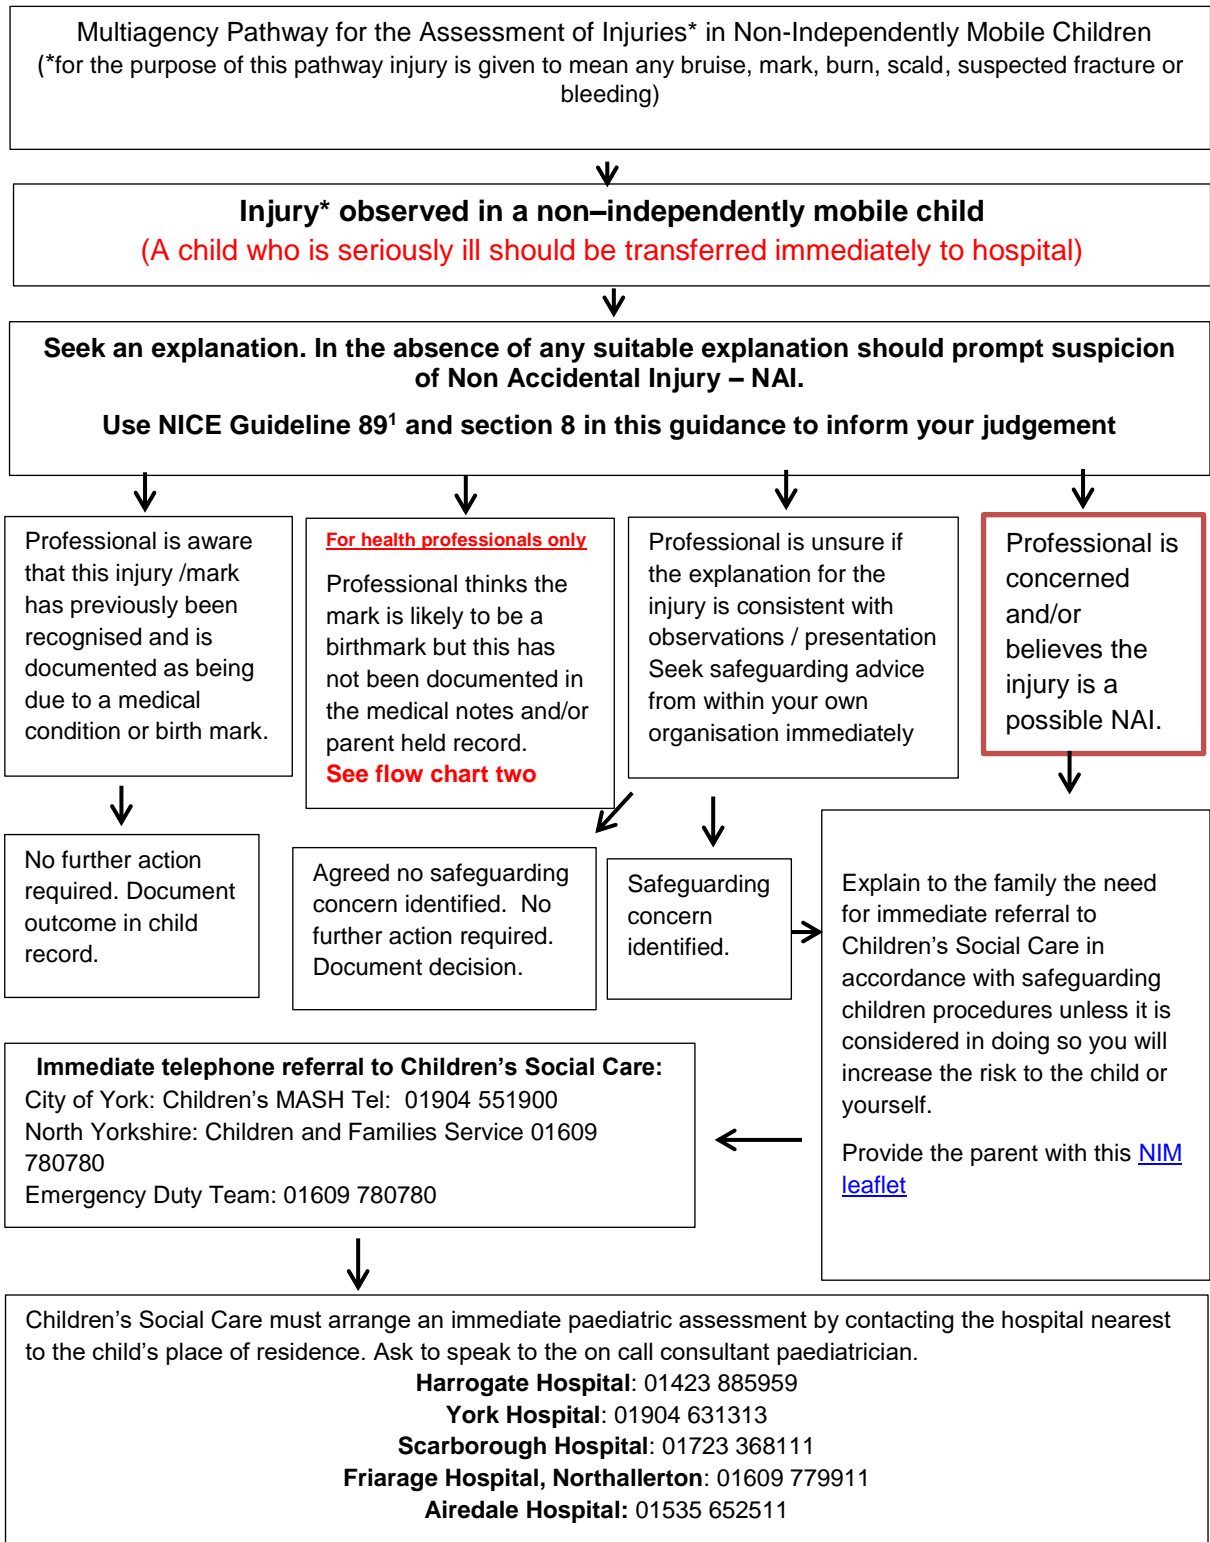 Multiagency Pathway for the Assessment of Injuries* in Non-Independently Mobile Children
(*for the purpose of this pathway injury is given to mean any bruise, mark, burn, scald, suspected fracture or
bleeding)
Injury* observed in a non–independently mobile child
(A child who is seriously ill should be transferred immediately to hospital)
Seek an explanation. In the absence of any suitable explanation should prompt suspicion
of Non Accidental Injury – NAI.
Use NICE Guideline 89¹ and section 8 in this guidance to inform your judgement
Professional is aware
that this injury /mark
has previously been
recognised and is
documented as being
due to a medical
condition or birth mark.
For health professionals only
Professional thinks the
mark is likely to be a
birthmark but this has
not been documented in
the medical notes and/or
parent held record.
See flow chart two
Professional is unsure if
the explanation for the
injury is consistent with
observations / presentation
Seek safeguarding advice
from within your own
organisation immediately
Professional is
concerned
and/or
believes the
injury is a
possible NAI.
No further action
required. Document
outcome in child
record.
Agreed no safeguarding
concern identified. No
further action required.
Document decision.
Safeguarding
concern
identified.
Explain to the family the need
for immediate referral to
Children’s Social Care in
accordance with safeguarding
children procedures unless it is
considered in doing so you will
increase the risk to the child or
yourself.
Provide the parent with this NIM
leaflet
Immediate telephone referral to Children’s Social Care:
City of York: Children’s MASH Tel: 01904 551900
North Yorkshire: Children and Families Service 01609
780780
Emergency Duty Team: 01609 780780
Children’s Social Care must arrange an immediate paediatric assessment by contacting the hospital nearest
to the child’s place of residence. Ask to speak to the on call consultant paediatrician.
Harrogate Hospital: 01423 885959
York Hospital: 01904 631313
Scarborough Hospital: 01723 368111
Friarage Hospital, Northallerton: 01609 779911
Airedale Hospital: 01535 652511